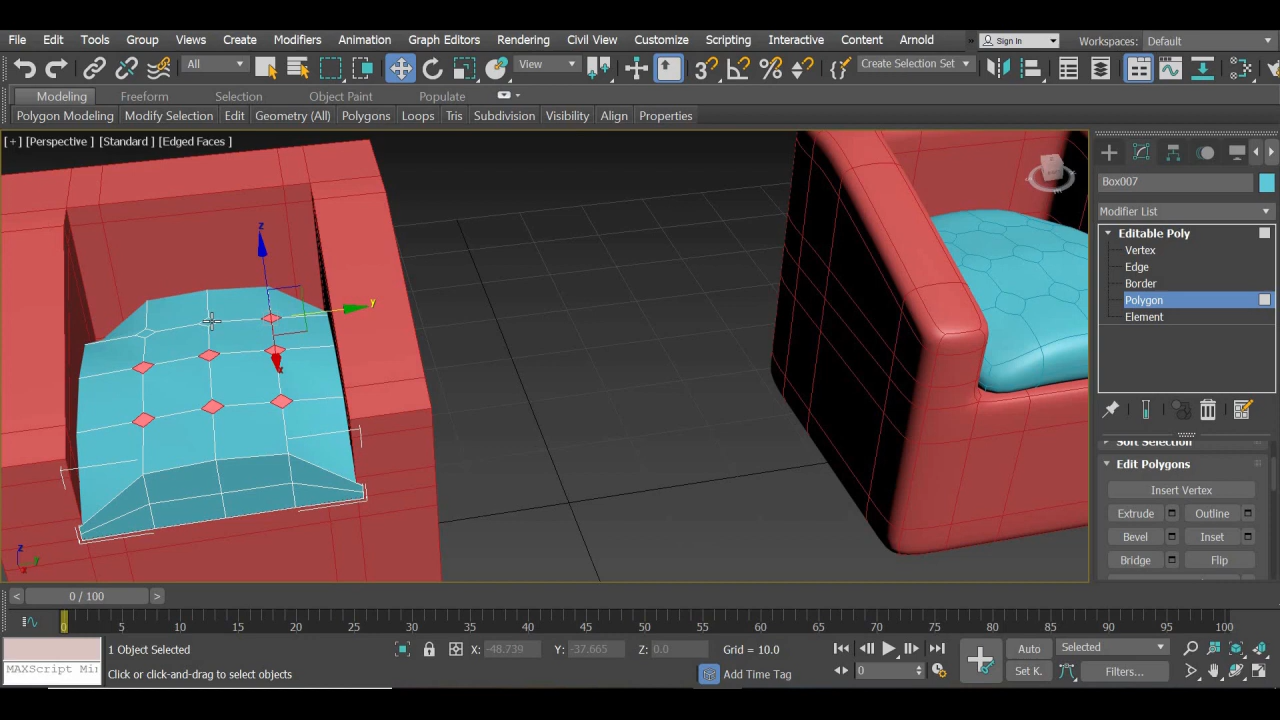 File Edit Tools Group Views Create Modifiers Animation Graph Editors Rendering Civil View Customize Scripting Interactive Content Arnold » Sign In Workspaces: Default
All View Create Selection Set
Modeling Freeform Selection Object Paint Populate
Polygon Modeling Modify Selection Edit Geometry (All) Polygons Loops Tris Subdivision Visibility Align Properties
[+] [Perspective ] [Standard ] [Edged Faces ]
Box007
Modifier List
Editable Poly
Vertex
Edge
Border
Polygon
Element
Soft Selection
Edit Polygons
Insert Vertex
Extrude Outline
Bevel Inset
Bridge Flip
z
y
x
z
y
x
< 0 / 100 >
0 5 10 15 20 25 30 35 40 45 50 55 60 65 70 75 80 85 90 95 100
1 Object Selected X: -48.739 Y: -37.665 Z: 0.0 Grid = 10.0 Auto Selected
MAXScript Min Click or click-and-drag to select objects Add Time Tag 0 Set K. Filters...